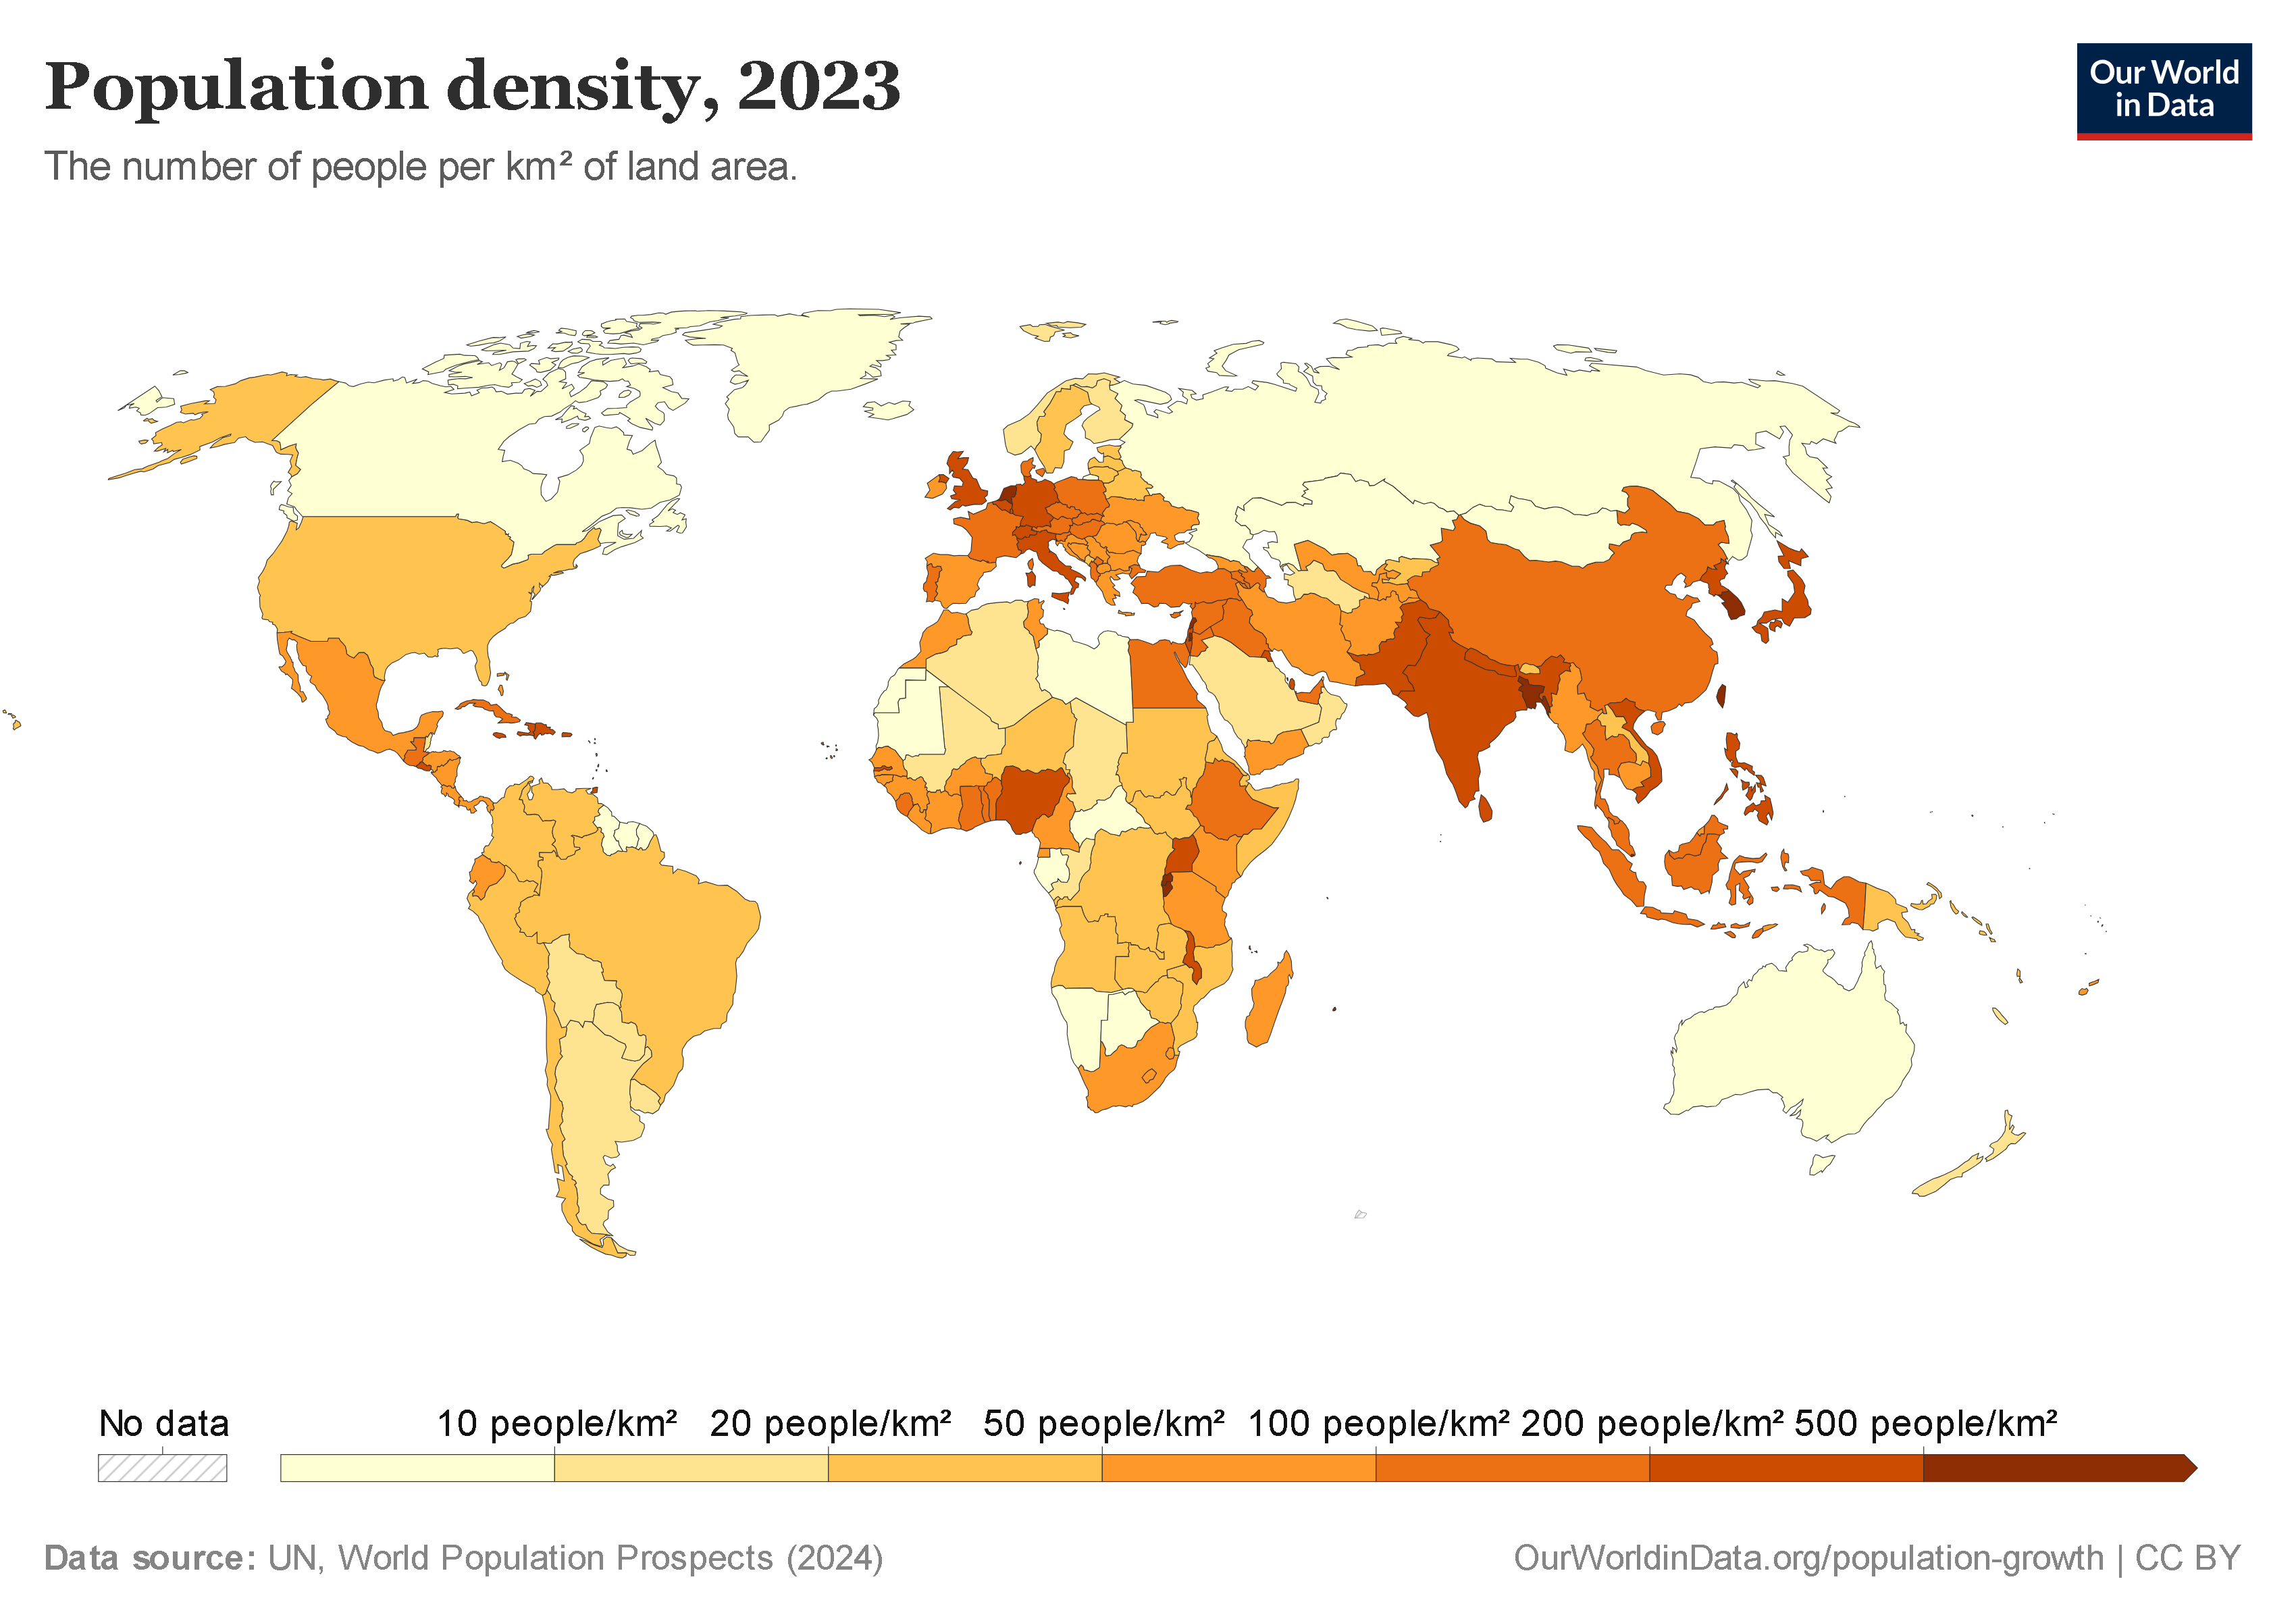 Population density, 2023
The number of people per km² of land area.
Our World
in Data
No data
10 people/km²
20 people/km²
50 people/km²
100 people/km²
200 people/km²
500 people/km²
Data source: UN, World Population Prospects (2024)
OurWorldinData.org/population-growth | CC BY